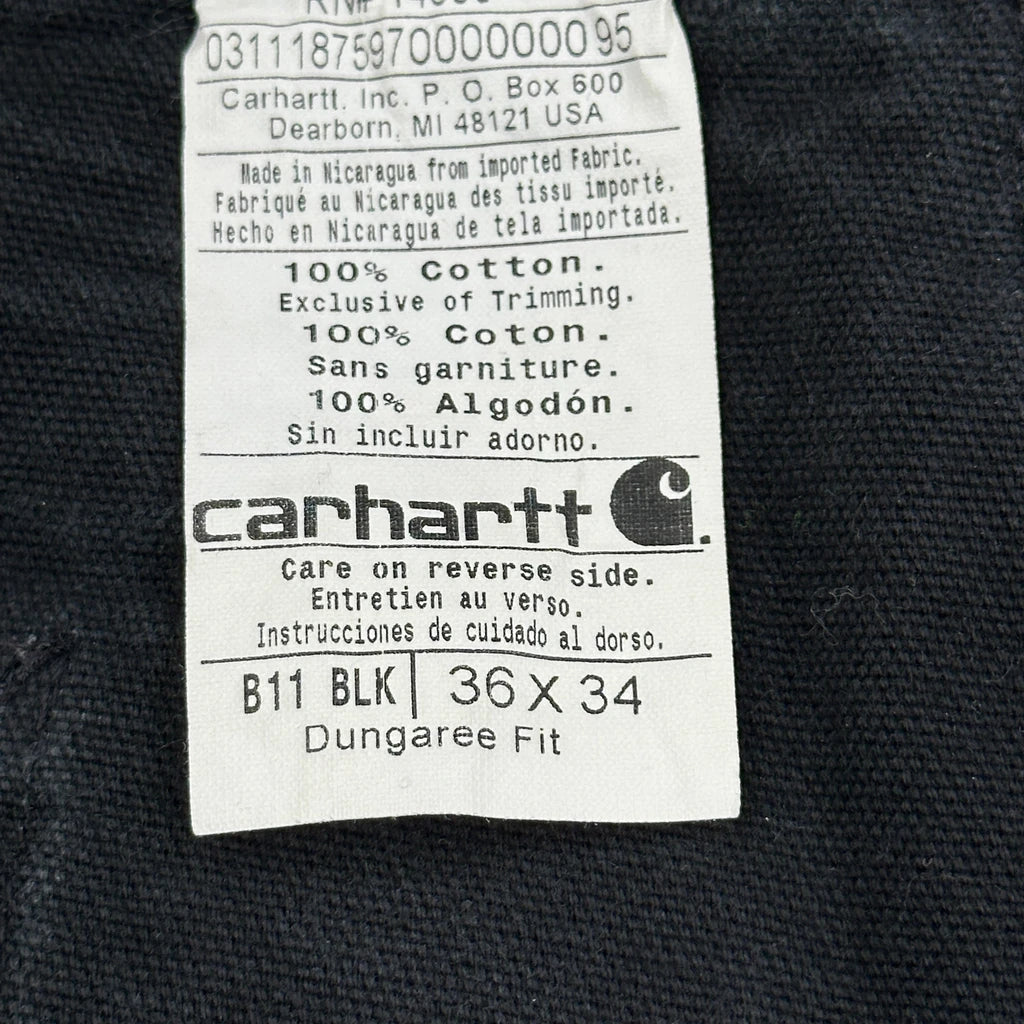 0311187597000000095
Carhartt, Inc. P. O. Box 600
Dearborn, MI 48121 USA
Made in Nicaragua from imported Fabric.
Fabriqué au Nicaragua des tissu importé.
Hecho en Nicaragua de tela importada.
100% Cotton.
Exclusive of Trimming.
100% Coton.
Sans garniture.
100% Algodón.
Sin incluir adorno.
carhartt
Care on reverse side.
Entretien au verso.
Instrucciones de cuidado al dorso.
B11 BLK | 36 X 34
Dungaree Fit